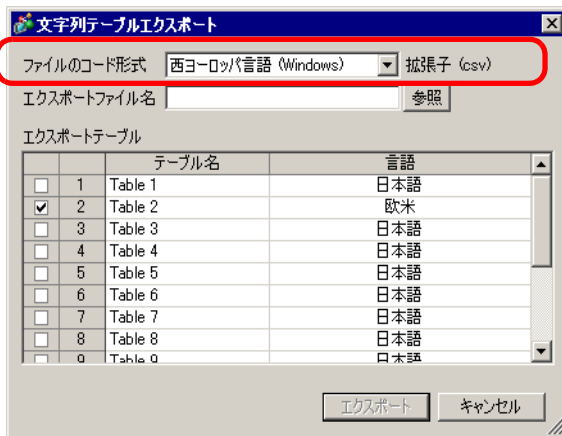 文字列テーブルエクスポート
ファイルのコード形式 西ヨーロッパ言語 (Windows) 拡張子 (csv)
エクスポートファイル名 参照
エクスポートテーブル
テーブル名 言語
1 Table 1 日本語
2 Table 2 欧米
3 Table 3 日本語
4 Table 4 日本語
5 Table 5 日本語
6 Table 6 日本語
7 Table 7 日本語
8 Table 8 日本語
9 Table 9 日本語
エクスポート キャンセル